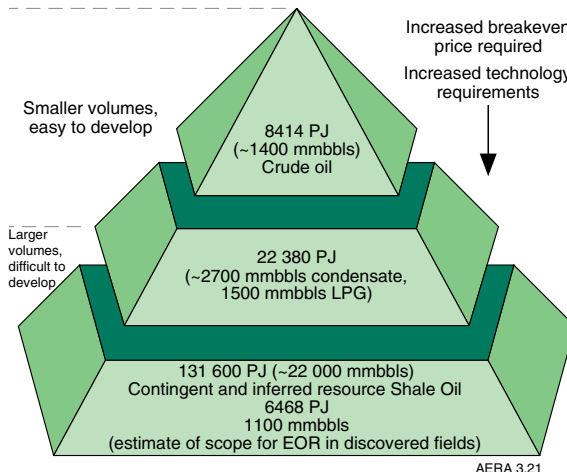 Increased breakeven
price required
Increased technology
requirements
Smaller volumes,
easy to develop
8414 PJ
(~1400 mmbbls)
Crude oil
Larger
volumes,
difficult to
develop
22 380 PJ
(~2700 mmbbls condensate,
1500 mmbbls LPG)
131 600 PJ (~22 000 mmbbls)
Contingent and inferred resource Shale Oil
6468 PJ
1100 mmbbls
(estimate of scope for EOR in discovered fields)
AERA 3.21